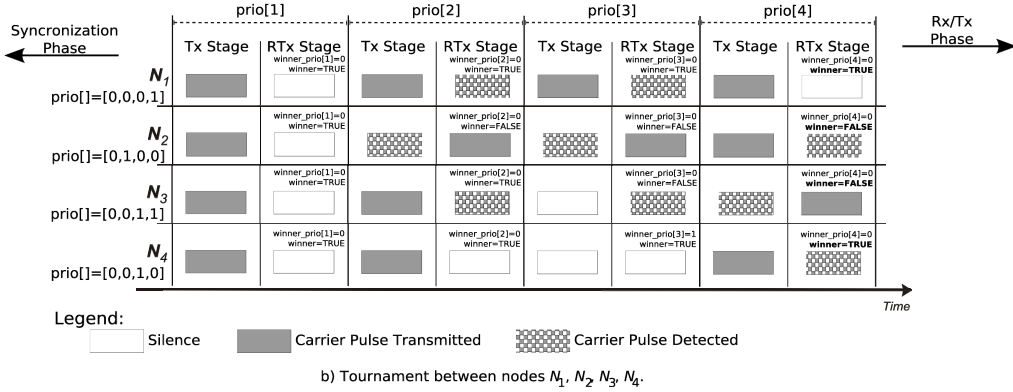 prio[1] prio[2] prio[3] prio[4]
Syncronization
Phase
Rx/Tx
Phase
Tx Stage RTx Stage Tx Stage RTx Stage Tx Stage RTx Stage Tx Stage RTx Stage
winner_prio[1]=0 winner_prio[2]=0 winner_prio[3]=0 winner_prio[4]=0
winner=TRUE winner=TRUE winner=TRUE winner=TRUE
N1
prio[]=[0,0,0,1]
winner_prio[1]=0 winner_prio[2]=0 winner_prio[3]=0 winner_prio[4]=0
winner=TRUE winner=FALSE winner=FALSE winner=FALSE
N2
prio[]=[0,1,0,0]
winner_prio[1]=0 winner_prio[2]=0 winner_prio[3]=0 winner_prio[4]=0
winner=TRUE winner=TRUE winner=FALSE winner=FALSE
N3
prio[]=[0,0,1,1]
winner_prio[1]=0 winner_prio[2]=0 winner_prio[3]=1 winner_prio[4]=0
winner=TRUE winner=TRUE winner=TRUE winner=TRUE
N4
prio[]=[0,0,1,0]
Time
Legend:
Silence Carrier Pulse Transmitted Carrier Pulse Detected
b) Tournament between nodes N1, N2, N3, N4.